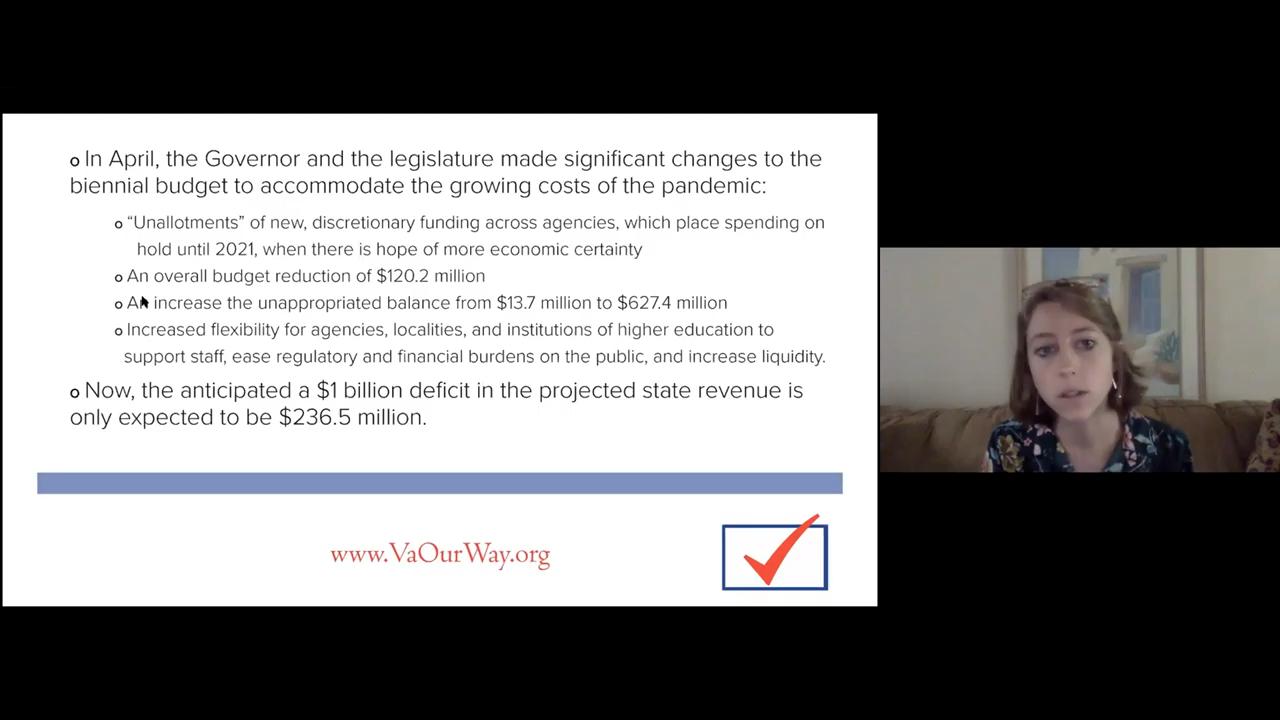 o In April, the Governor and the legislature made significant changes to the
biennial budget to accommodate the growing costs of the pandemic:
o “Unallotments” of new, discretionary funding across agencies, which place spending on
hold until 2021, when there is hope of more economic certainty
o An overall budget reduction of $120.2 million
o An increase the unappropriated balance from $13.7 million to $627.4 million
o Increased flexibility for agencies, localities, and institutions of higher education to
support staff, ease regulatory and financial burdens on the public, and increase liquidity.
o Now, the anticipated a $1 billion deficit in the projected state revenue is
only expected to be $236.5 million.
www.VaOurWay.org